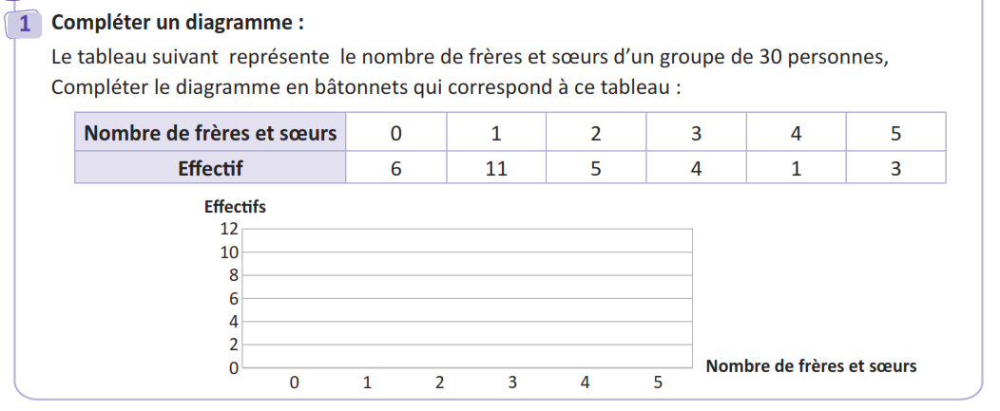 1 Compléter un diagramme :
Le tableau suivant représente le nombre de frères et sœurs d’un groupe de 30 personnes,
Compléter le diagramme en bâtonnets qui correspond à ce tableau :
Nombre de frères et sœurs 0 1 2 3 4 5
Effectif 6 11 5 4 1 3
Effectifs
12
10
8
6
4
2
0
Nombre de frères et sœurs
0 1 2 3 4 5